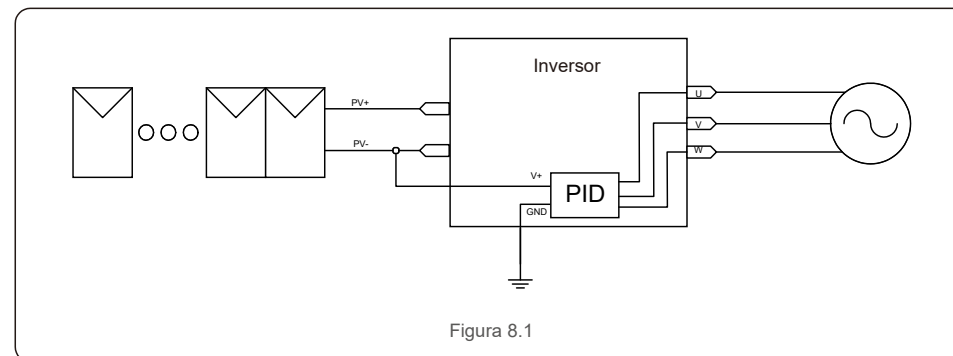 Inversor
PV+
U
PV-
V
W
V+
PID
GND
Figura 8.1